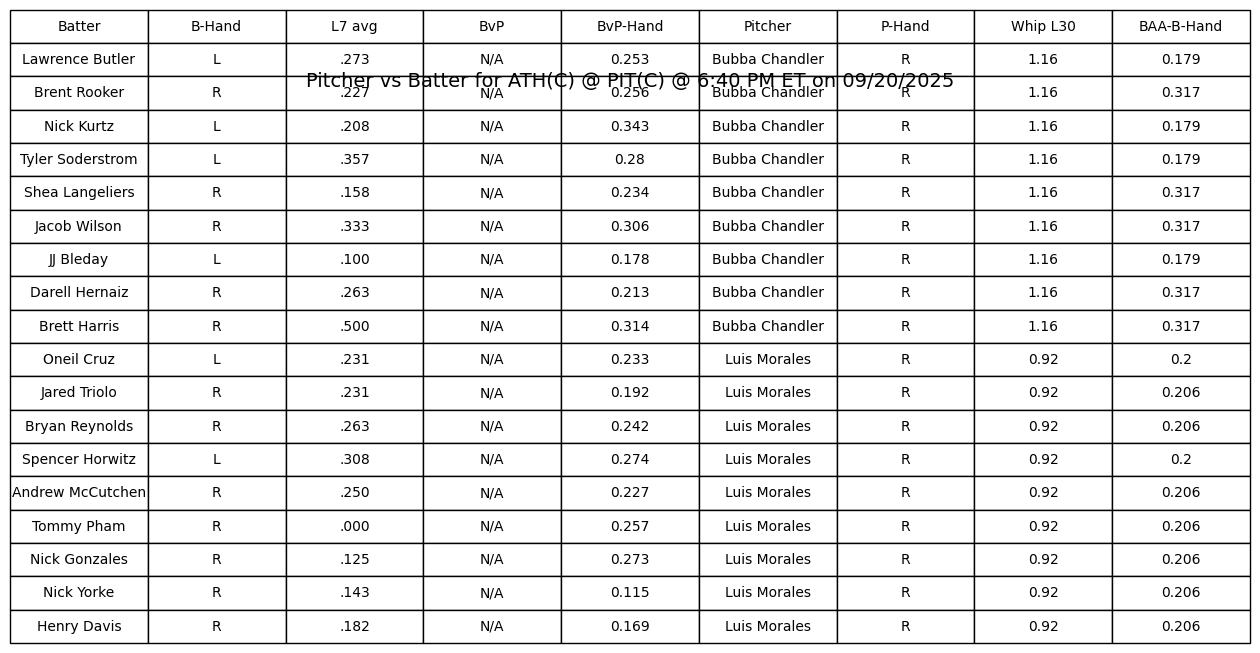 Batter B-Hand L7 avg BvP BvP-Hand Pitcher P-Hand Whip L30 BAA-B-Hand
Lawrence Butler L .273 N/A 0.253 Bubba Chandler R 1.16 0.179
Pitcher vs Batter for ATH(C) @ PIT(C) @ 6:40 PM ET on 09/20/2025
Brent Rooker R .227 N/A 0.256 Bubba Chandler R 1.16 0.317
Nick Kurtz L .208 N/A 0.343 Bubba Chandler R 1.16 0.179
Tyler Soderstrom L .357 N/A 0.28 Bubba Chandler R 1.16 0.179
Shea Langeliers R .158 N/A 0.234 Bubba Chandler R 1.16 0.317
Jacob Wilson R .333 N/A 0.306 Bubba Chandler R 1.16 0.317
JJ Bleday L .100 N/A 0.178 Bubba Chandler R 1.16 0.179
Darell Hernaiz R .263 N/A 0.213 Bubba Chandler R 1.16 0.317
Brett Harris R .500 N/A 0.314 Bubba Chandler R 1.16 0.317
Oneil Cruz L .231 N/A 0.233 Luis Morales R 0.92 0.2
Jared Triolo R .231 N/A 0.192 Luis Morales R 0.92 0.206
Bryan Reynolds R .263 N/A 0.242 Luis Morales R 0.92 0.206
Spencer Horwitz L .308 N/A 0.274 Luis Morales R 0.92 0.2
Andrew McCutchen R .250 N/A 0.227 Luis Morales R 0.92 0.206
Tommy Pham R .000 N/A 0.257 Luis Morales R 0.92 0.206
Nick Gonzales R .125 N/A 0.273 Luis Morales R 0.92 0.206
Nick Yorke R .143 N/A 0.115 Luis Morales R 0.92 0.206
Henry Davis R .182 N/A 0.169 Luis Morales R 0.92 0.206